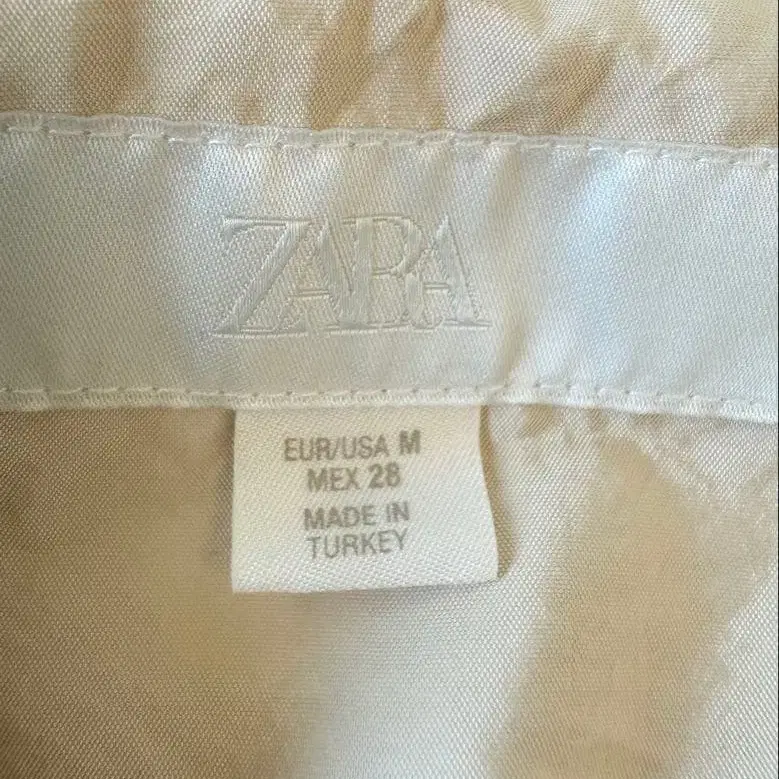 ZARA
EUR/USA M
MEX 28
MADE IN
TURKEY